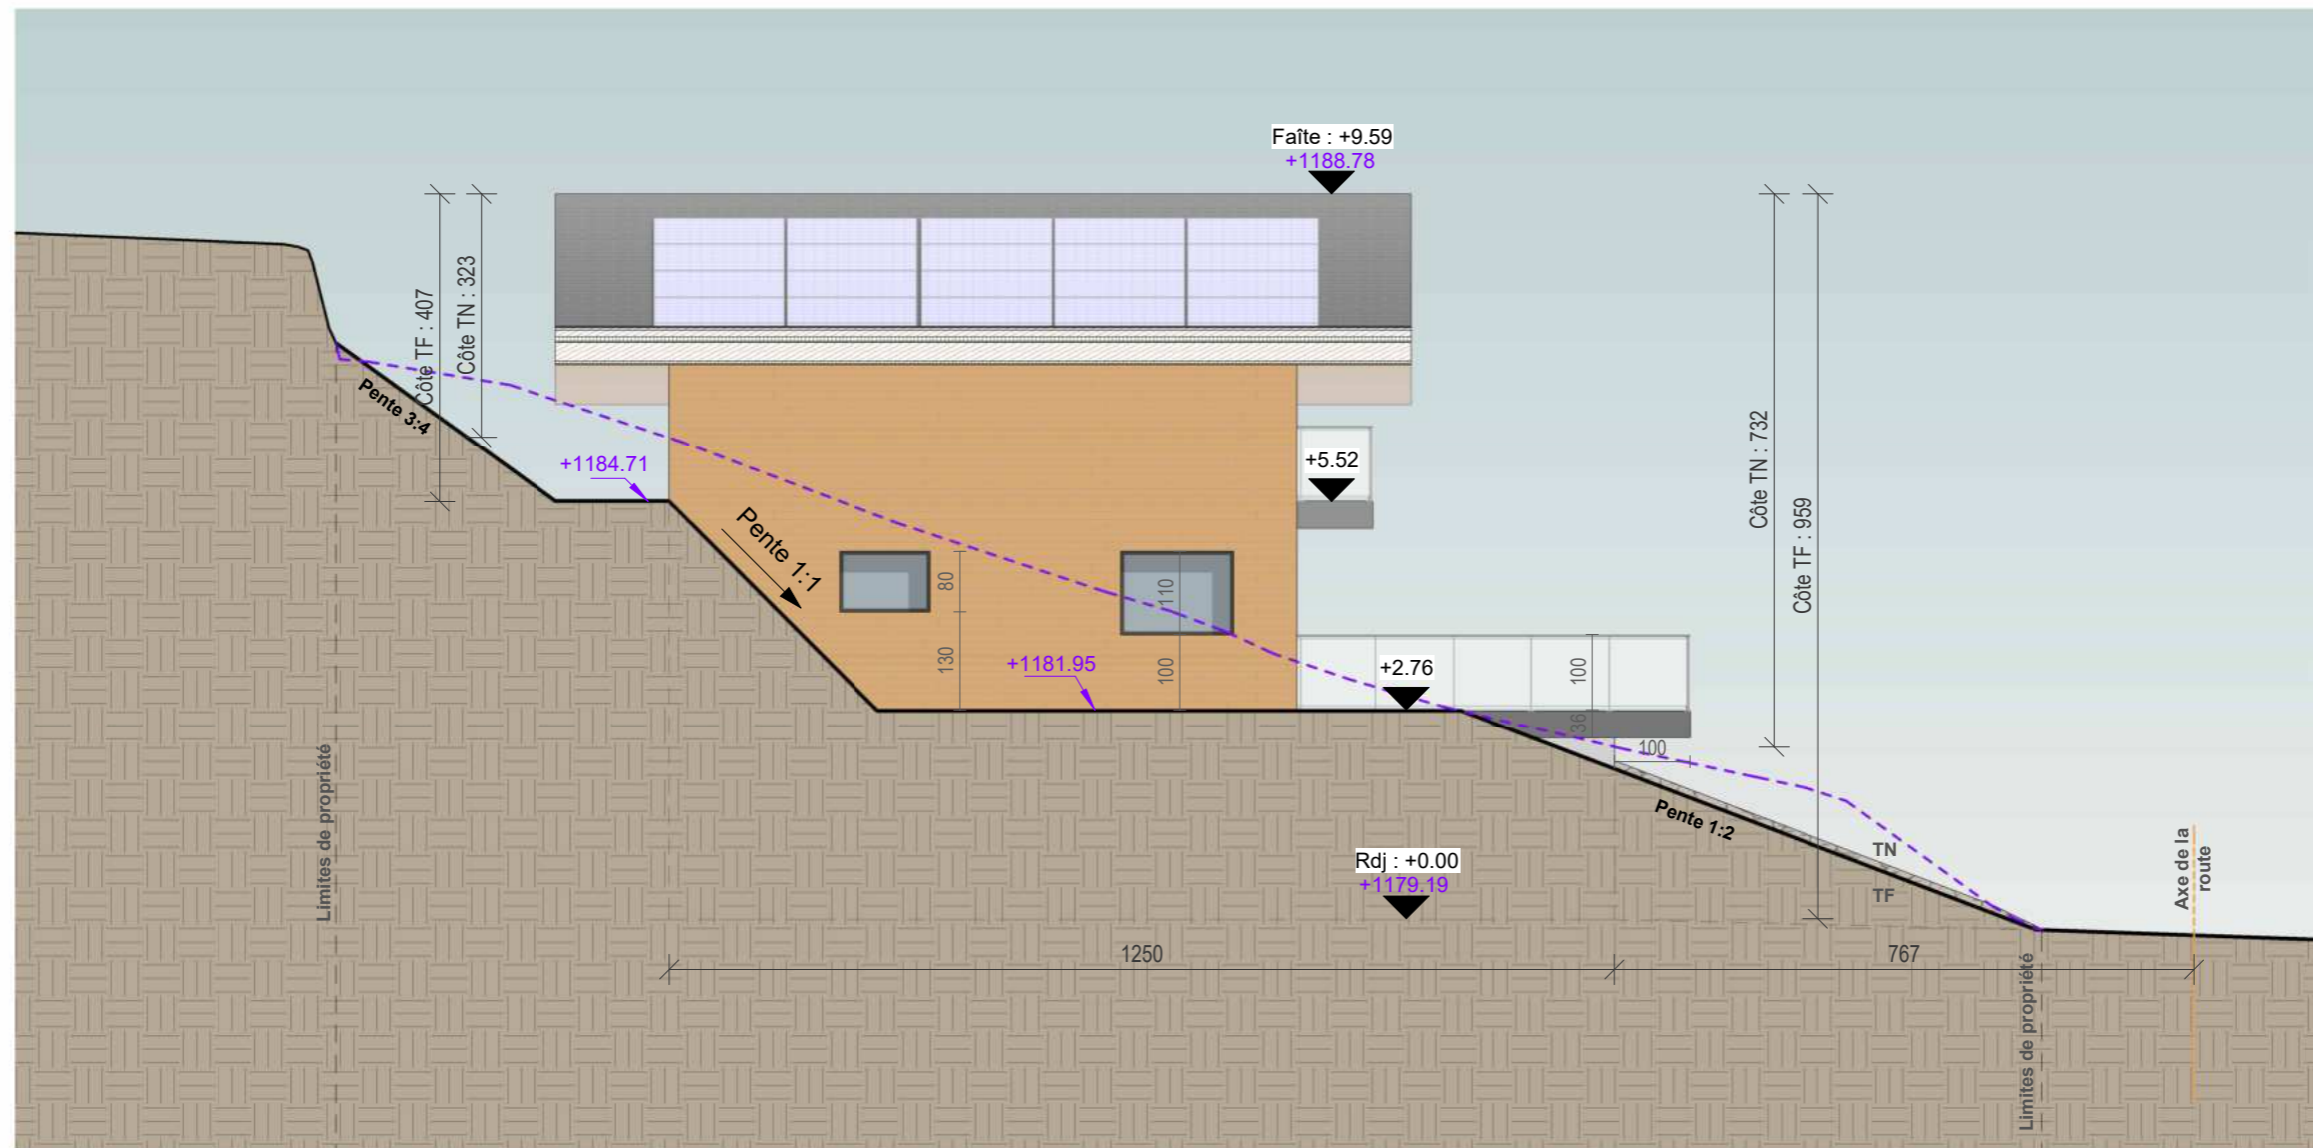 Faîte : +9.59
+1188.78
Côte TF : 407
Côte TN : 323
Côte TN : 732
Côte TF : 959
Pente 3:4
+1184.71
Pente 1:1
+5.52
80
130
110
100
+1181.95
+2.76
100
36
100
Pente 1:2
TN
TF
Rdj : +0.00
+1179.19
Limites de propriété
Axe de la
route
1250
767
Limites de propriété